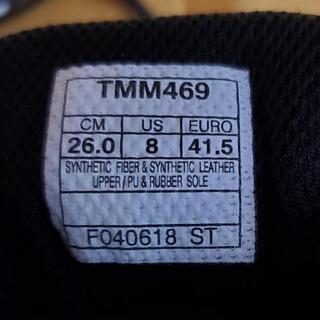 TMM469
CM US EURO
26.0 8 41.5
SYNTHETIC FIBER & SYNTHETIC LEATHER
UPPER / PU & RUBBER SOLE
F040618 ST